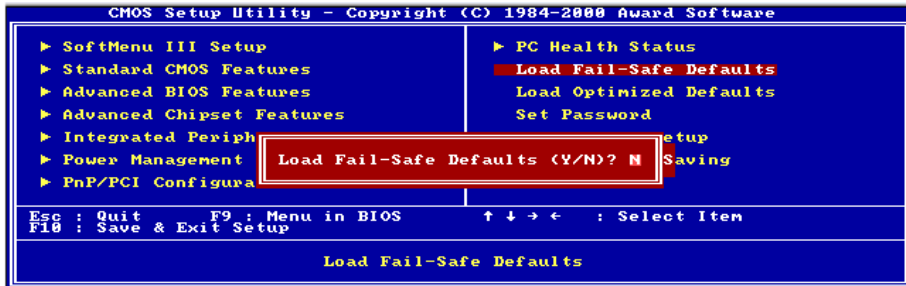 CMOS Setup Utility – Copyright (C) 1984-2000 Award Software
▶ SoftMenu III Setup
▶ Standard CMOS Features
▶ Advanced BIOS Features
▶ Advanced Chipset Features
▶ Integrated Periph
▶ Power Management
▶ PnP/PCI Configura
▶ PC Health Status
Load Fail-Safe Defaults
Load Optimized Defaults
Set Password
etup
Saving
Load Fail-Safe Defaults (Y/N)? N
Esc : Quit F9 : Menu in BIOS ↑ ↓ → ← : Select Item
F10 : Save & Exit Setup
Load Fail-Safe Defaults